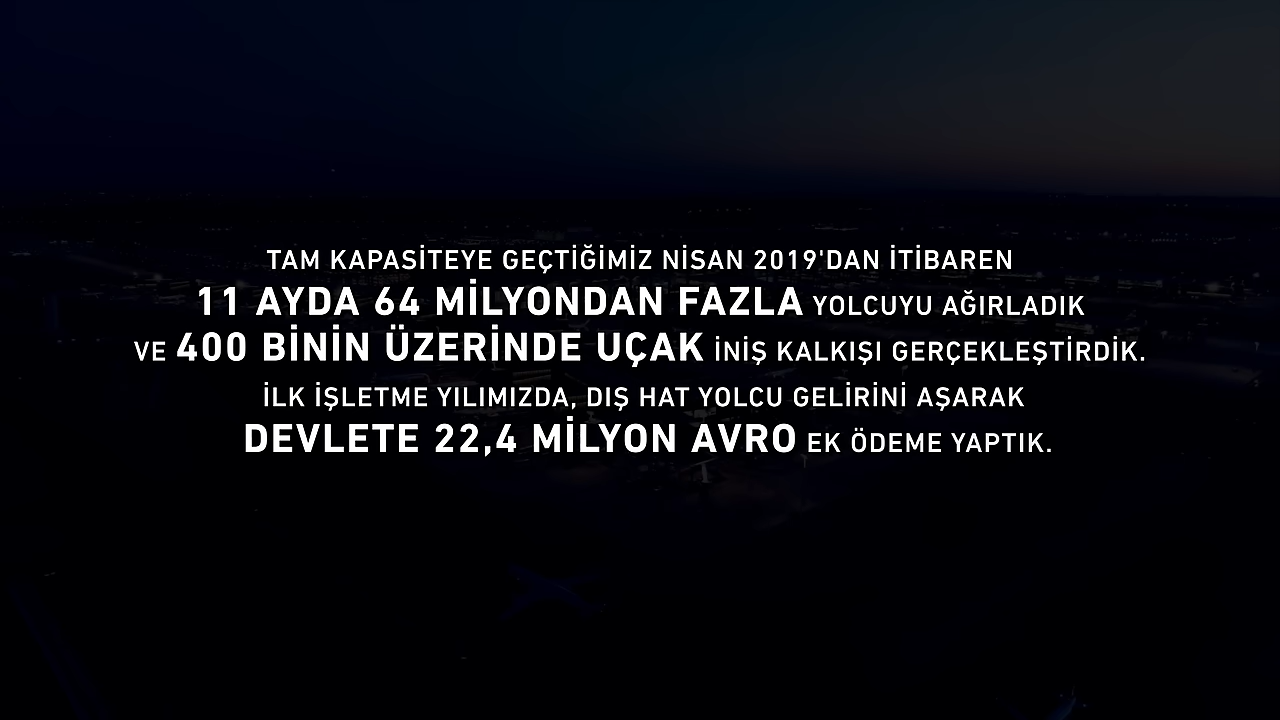 TAM KAPASİTEYE GEÇTİĞİMİZ NİSAN 2019'DAN İTİBAREN
11 AYDA 64 MİLYONDAN FAZLA YOLCUYU AĞIRLADIK
VE 400 BİNİN ÜZERİNDE UÇAK İNİŞ KALKIŞI GERÇEKLEŞTİRDİK.
İLK İŞLETME YILIMIZDA, DIŞ HAT YOLCU GELİRİNİ AŞARAK
DEVLETE 22,4 MİLYON AVRO EK ÖDEME YAPTIK.